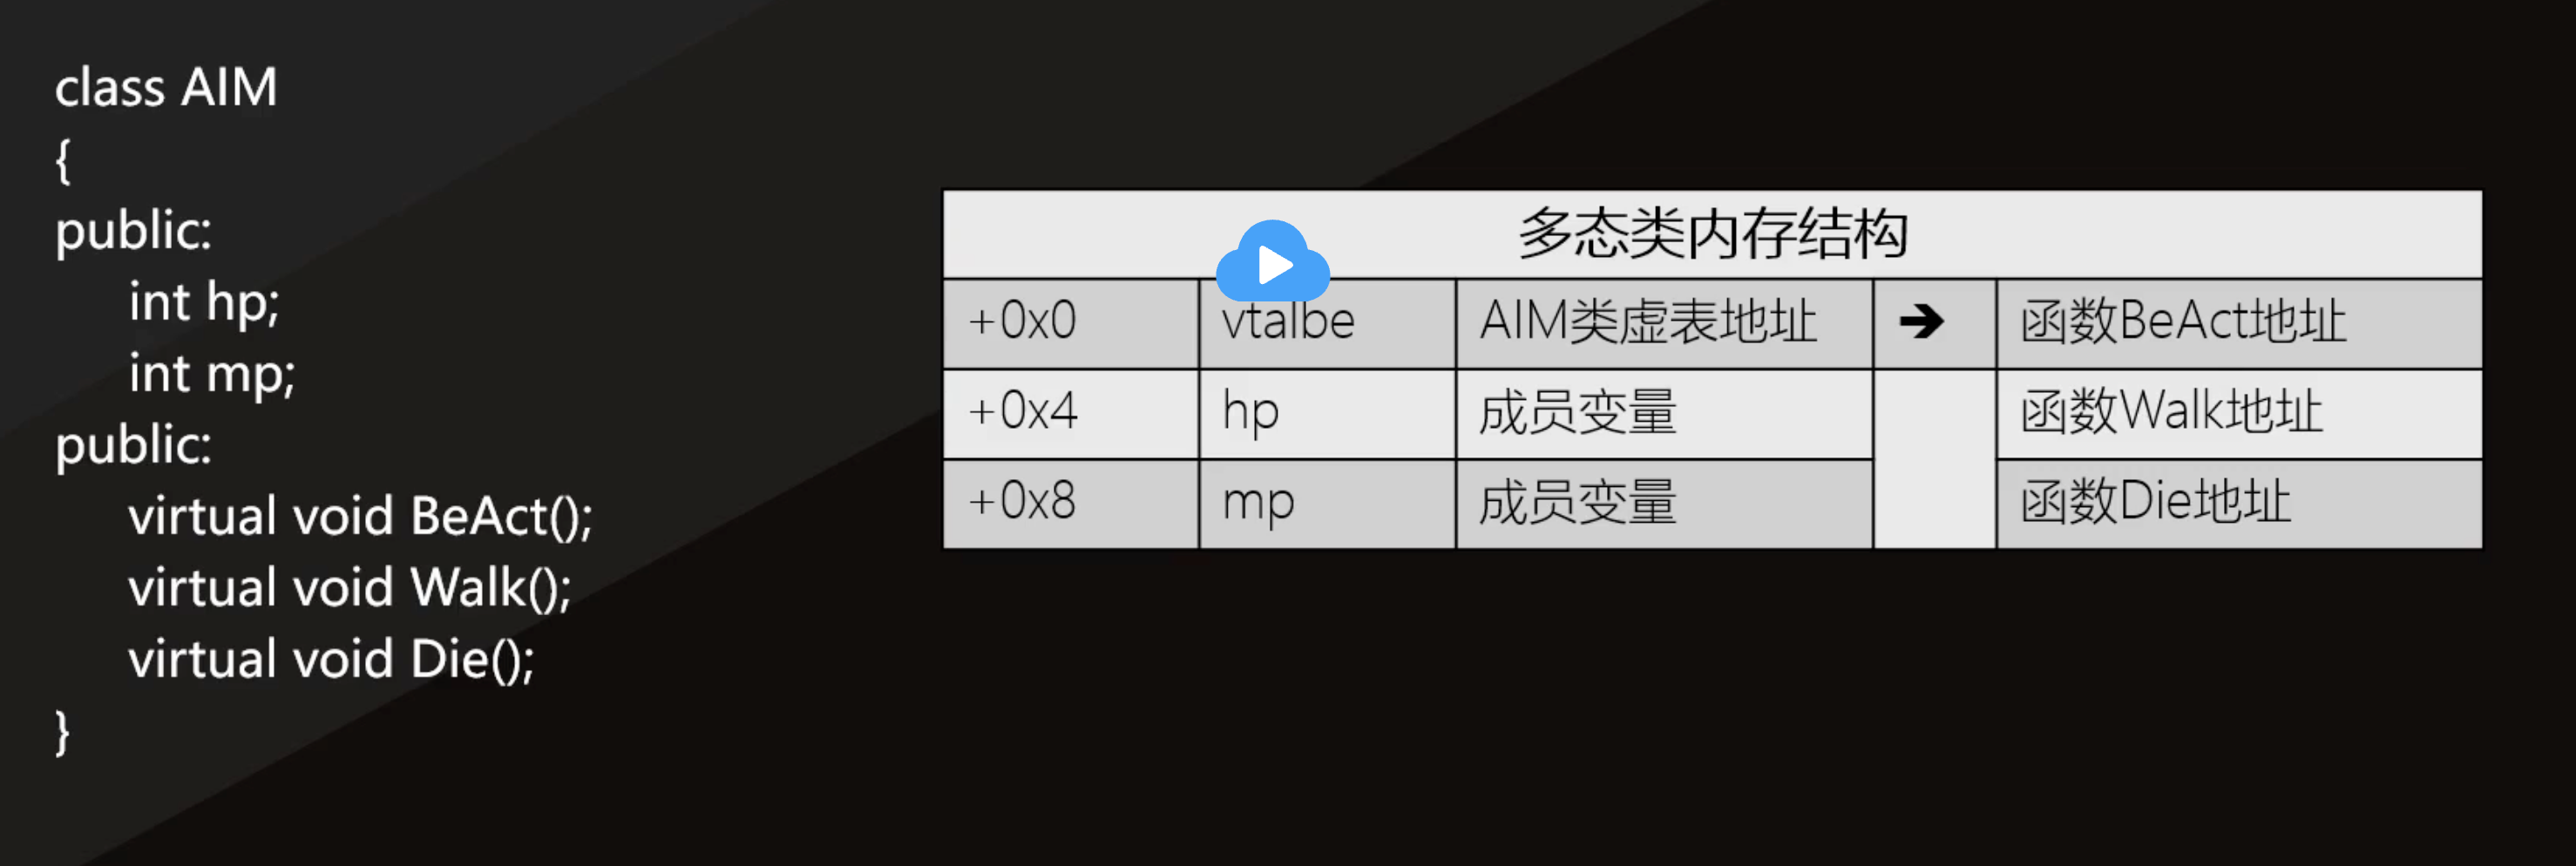 class AIM
{
public:
int hp;
int mp;
public:
virtual void BeAct();
virtual void Walk();
virtual void Die();
}
多态类内存结构
+0x0 vtalbe AIM类虚表地址 ➔ 函数BeAct地址
+0x4 hp 成员变量 函数Walk地址
+0x8 mp 成员变量 函数Die地址